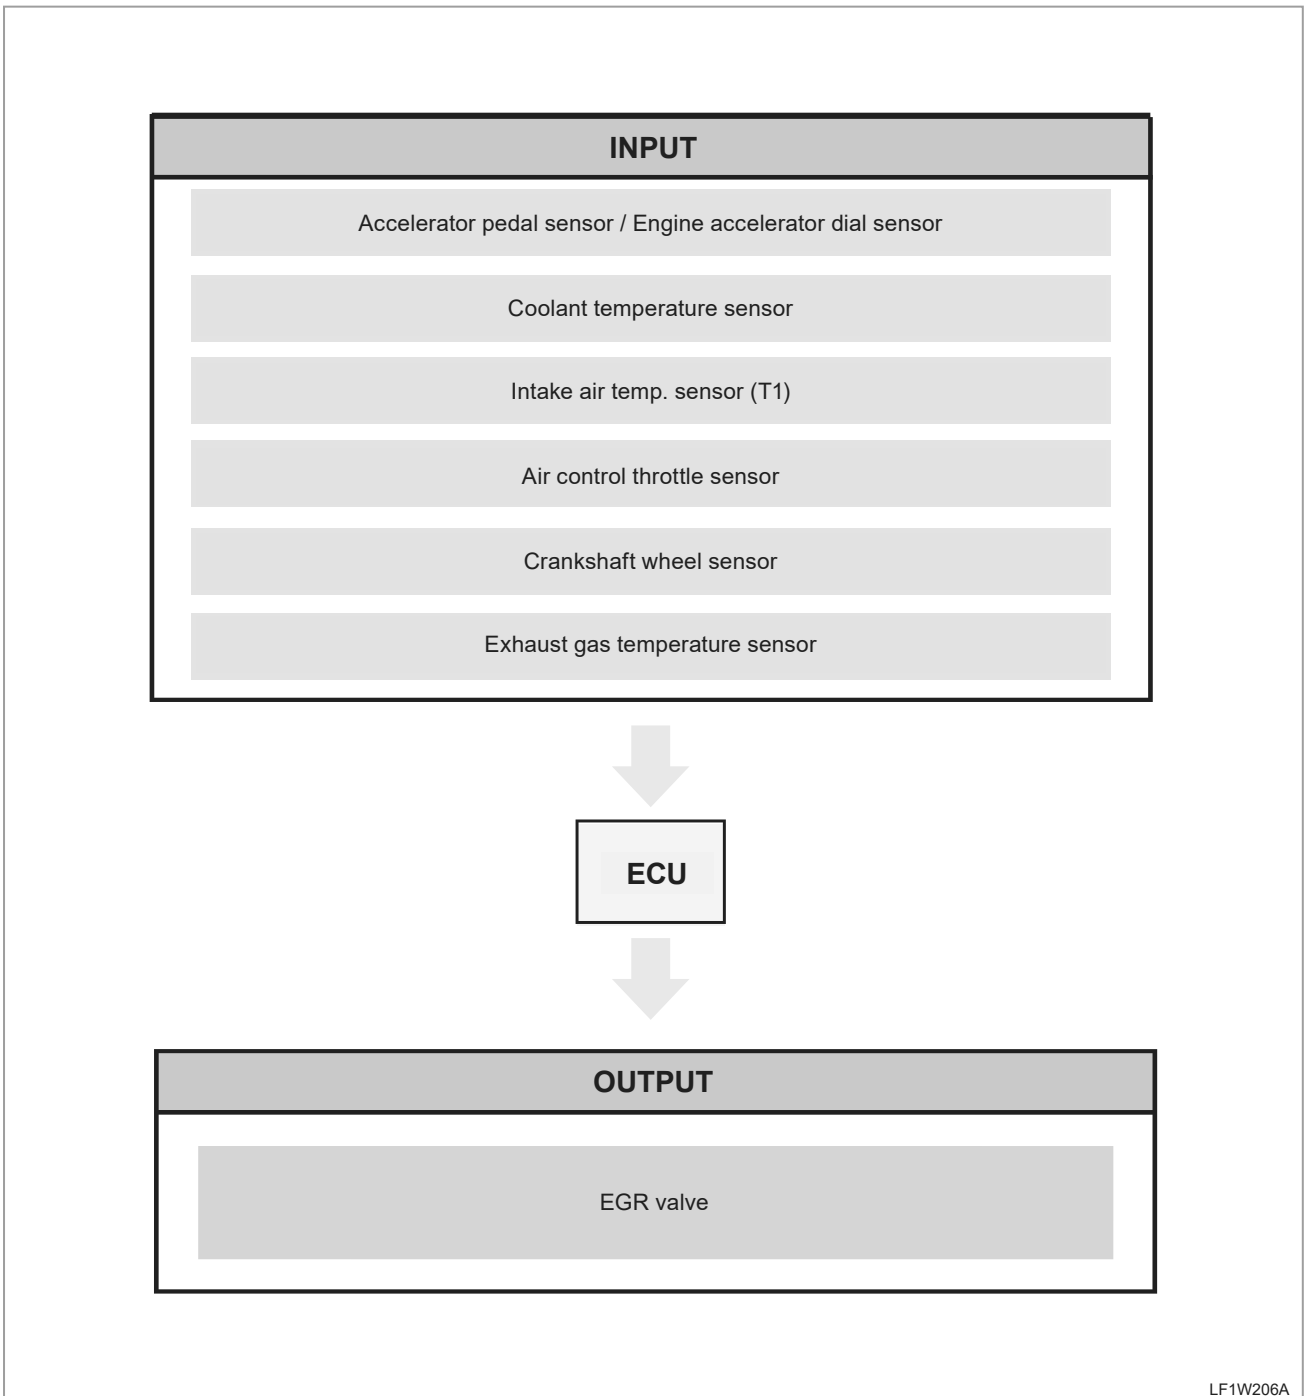 INPUT
Accelerator pedal sensor / Engine accelerator dial sensor
Coolant temperature sensor
Intake air temp. sensor (T1)
Air control throttle sensor
Crankshaft wheel sensor
Exhaust gas temperature sensor
ECU
OUTPUT
EGR valve
LF1W206A